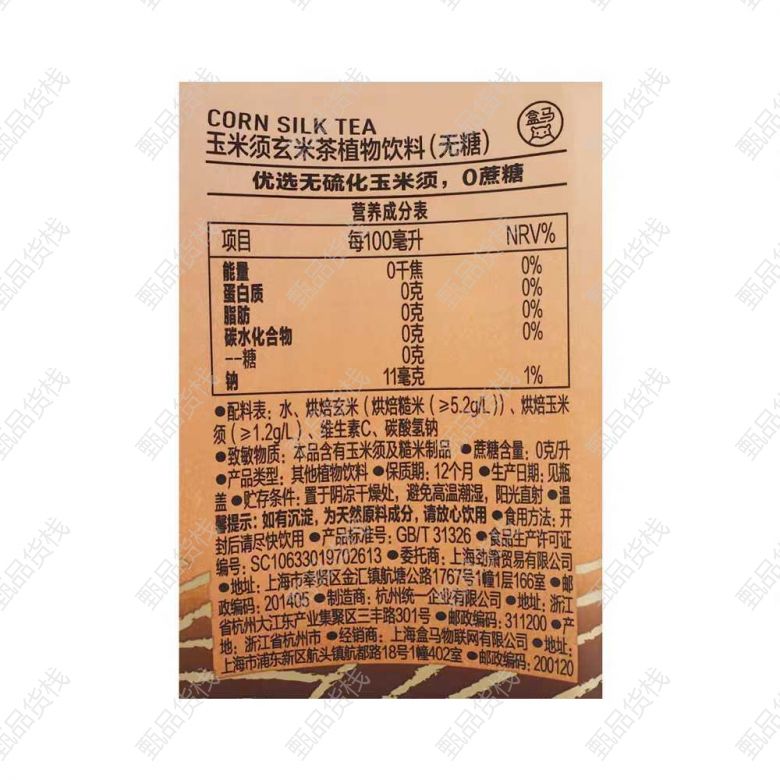 CORN SILK TEA
盒马
玉米须玄米茶植物饮料(无糖)
优选无硫化玉米须，0蔗糖
营养成分表
项目 每100毫升 NRV%
能量 0千焦 0%
蛋白质 0克 0%
脂肪 0克 0%
碳水化合物 0克 0%
--糖 0克
钠 11毫克 1%
●配料表：水、烘焙玄米（烘焙糙米（≥5.2g/L））、烘焙玉米
须（≥1.2g/L）、维生素C、碳酸氢钠
●致敏物质：本品含有玉米须及糙米制品 ●蔗糖含量：0克/升
●产品类型：其他植物饮料 ●保质期：12个月 ●生产日期：见瓶
盖 ●贮存条件：置于阴凉干燥处，避免高温潮湿，阳光直射 ●温
馨提示：如有沉淀，为天然原料成分，请放心饮用 ●食用方法：开
封后请尽快饮用 ●产品标准号：GB/T 31326 ●食品生产许可证
编号：SC10633019702613 ●委托商：上海劲萧贸易有限公司
●地址：上海市奉贤区金汇镇航塘公路1767号1幢1层166室 ●邮
政编码：201405 ●制造商：杭州统一企业有限公司 ●地址：浙江
省杭州大江东产业集聚区三丰路301号 ●邮政编码：311200 ●产
地：浙江省杭州市 ●经销商：上海盒马物联网有限公司 ●地址：
上海市浦东新区航头镇航都路18号1幢402室 ●邮政编码：200120
甄品货栈